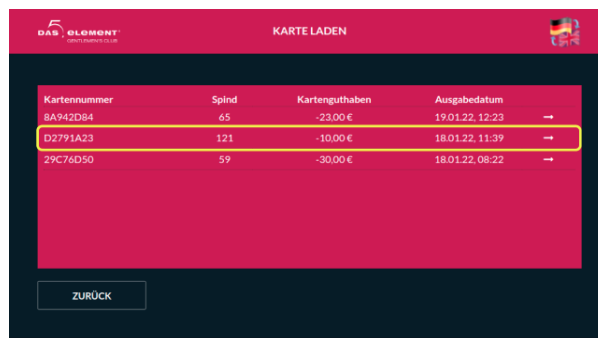 DAS 5 ELEMENT
GENTLEMEN'S CLUB
KARTE LADEN
Kartennummer Spind Kartenguthaben Ausgabedatum
8A942D84 65 -23,00 € 19.01.22, 12:23 →
D2791A23 121 -10,00 € 18.01.22, 11:39 →
29C76D50 59 -30,00 € 18.01.22, 08:22 →
ZURÜCK